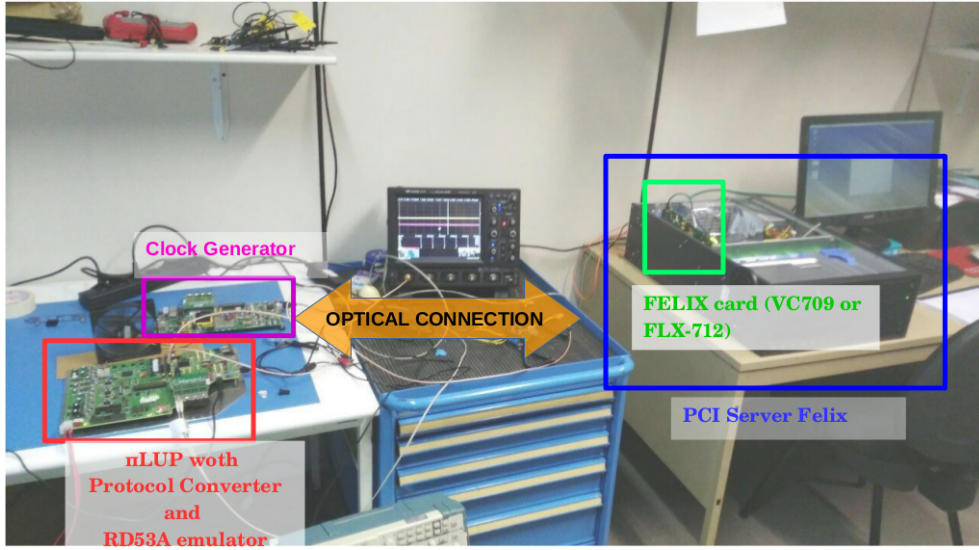 Clock Generator
OPTICAL CONNECTION
FELIX card (VC709 or
FLX-712)
PCI Server Felix
πLUP woth
Protocol Converter
and
RD53A emulator